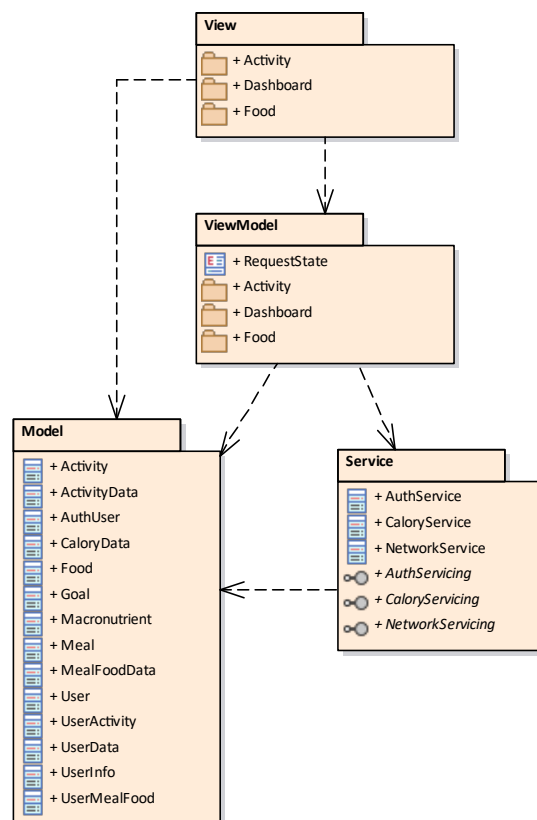 View
+ Activity
+ Dashboard
+ Food
ViewModel
+ RequestState
+ Activity
+ Dashboard
+ Food
Model
+ Activity
+ ActivityData
+ AuthUser
+ CaloryData
+ Food
+ Goal
+ Macronutrient
+ Meal
+ MealFoodData
+ User
+ UserActivity
+ UserData
+ UserInfo
+ UserMealFood
Service
+ AuthService
+ CaloryService
+ NetworkService
+ AuthServicing
+ CaloryServicing
+ NetworkServicing